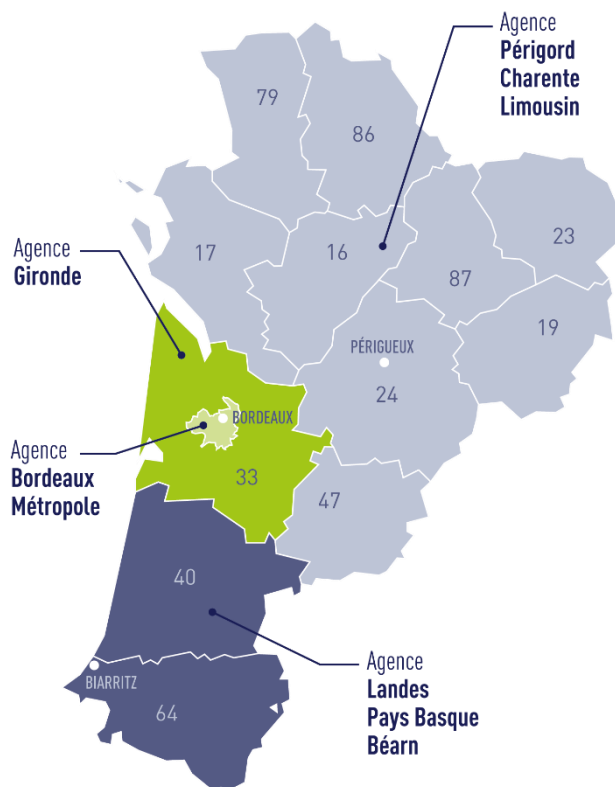 Agence
Périgord
Charente
Limousin
79
86
17
16
87
23
19
Agence
Gironde
PÉRIGUEUX
24
BORDEAUX
Agence
Bordeaux
Métropole
33
47
40
Agence
Landes
Pays Basque
Béarn
BIARRITZ
64